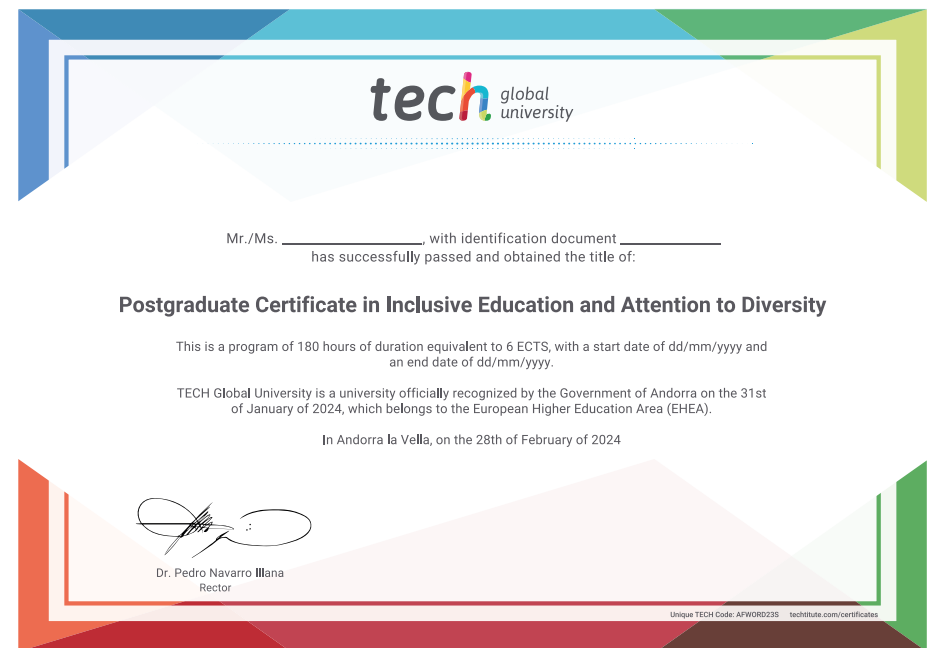 tech global university
Mr./Ms. ____________________, with identification document ______________
has successfully passed and obtained the title of:
Postgraduate Certificate in Inclusive Education and Attention to Diversity
This is a program of 180 hours of duration equivalent to 6 ECTS, with a start date of dd/mm/yyyy and
an end date of dd/mm/yyyy.
TECH Global University is a university officially recognized by the Government of Andorra on the 31st
of January of 2024, which belongs to the European Higher Education Area (EHEA).
In Andorra la Vella, on the 28th of February of 2024
Dr. Pedro Navarro Illana
Rector
Unique TECH Code: AFWORD23S techtitute.com/certificates